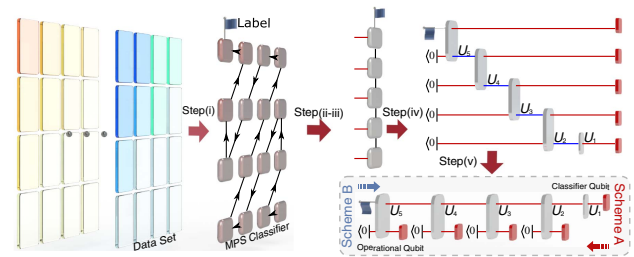 Label
Data Set
Step(i)
MPS Classifier
Step(ii-iii)
Step(iv)
⟨0|
⟨0|
⟨0|
⟨0|
U₅
U₄
U₃
U₂
U₁
Step(v)
Scheme B
Classifier Qubit
U₅
U₄
U₃
U₂
U₁
⟨0|
⟨0|
⟨0|
⟨0|
Operational Qubit
Scheme A